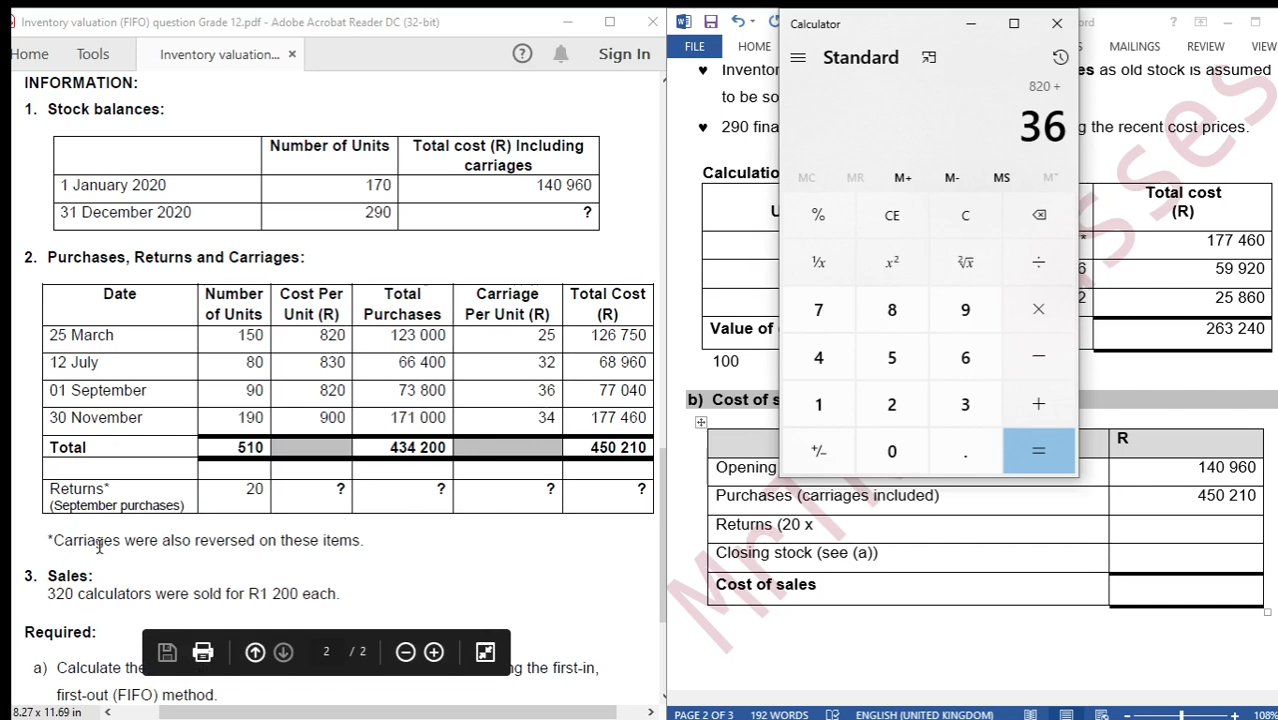 Inventory valuation (FIFO) question Grade 12.pdf - Adobe Acrobat Reader DC (32-bit)
Home Tools Inventory valuation... × ? Sign In
INFORMATION:
1. Stock balances:
Number of Units Total cost (R) Including carriages
1 January 2020 170 140 960
31 December 2020 290 ?
2. Purchases, Returns and Carriages:
Date Number of Units Cost Per Unit (R) Total Purchases Carriage Per Unit (R) Total Cost (R)
25 March 150 820 123 000 25 126 750
12 July 80 830 66 400 32 68 960
01 September 90 820 73 800 36 77 040
30 November 190 900 171 000 34 177 460
Total 510 434 200 450 210
Returns* 20 ? ? ? ?
(September purchases)
*Carriages were also reversed on these items.
3. Sales:
320 calculators were sold for R1 200 each.
Required:
a) Calculate the
ng the first-in,
first-out (FIFO) method.
2 / 2
8.27 x 11.69 in
FILE HOME MAILINGS REVIEW VIEW
♥ Inventor
es as old stock is assumed
to be so
♥ 290 fina
g the recent cost prices.
Calculation
Total cost
(R)
* 177 460
6 59 920
2 25 860
Value of 263 240
100
b) Cost of s
R
Opening 140 960
Purchases (carriages included) 450 210
Returns (20 x
Closing stock (see (a))
Cost of sales
PAGE 2 OF 3 192 WORDS ENGLISH (UNITED KINGDOM) 108%
Calculator
Standard
820 +
36
MC MR M+ M- MS M˅
% CE C
⅟x x² ²√x ÷
7 8 9 ×
4 5 6 −
1 2 3 +
+/− 0 . =